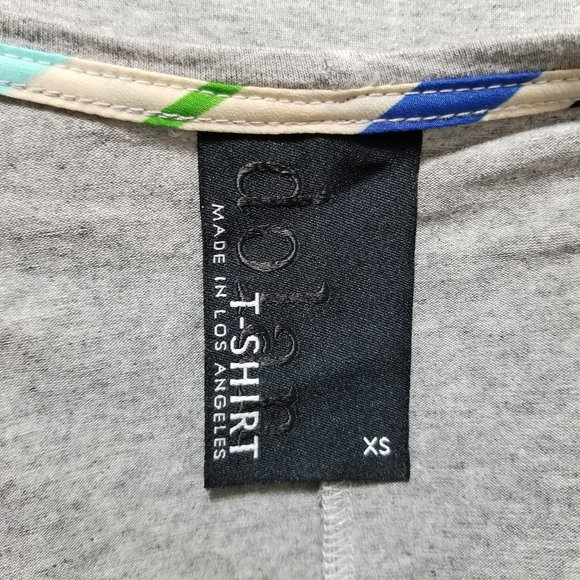 dolan
T-SHIRT
MADE IN LOS ANGELES
XS